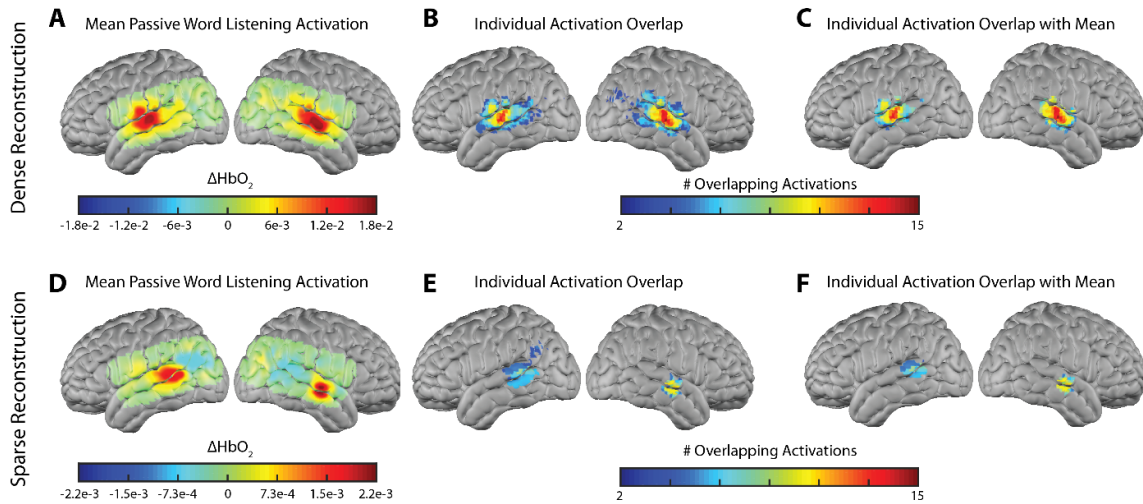 Dense Reconstruction
A Mean Passive Word Listening Activation
B Individual Activation Overlap
C Individual Activation Overlap with Mean
ΔHbO₂
-1.8e⁻2 -1.2e⁻2 -6e⁻3 0 6e⁻3 1.2e⁻2 1.8e⁻2
# Overlapping Activations
2 15
Sparse Reconstruction
D Mean Passive Word Listening Activation
E Individual Activation Overlap
F Individual Activation Overlap with Mean
ΔHbO₂
-2.2e⁻3 -1.5e⁻3 -7.3e⁻4 0 7.3e⁻4 1.5e⁻3 2.2e⁻3
# Overlapping Activations
2 15